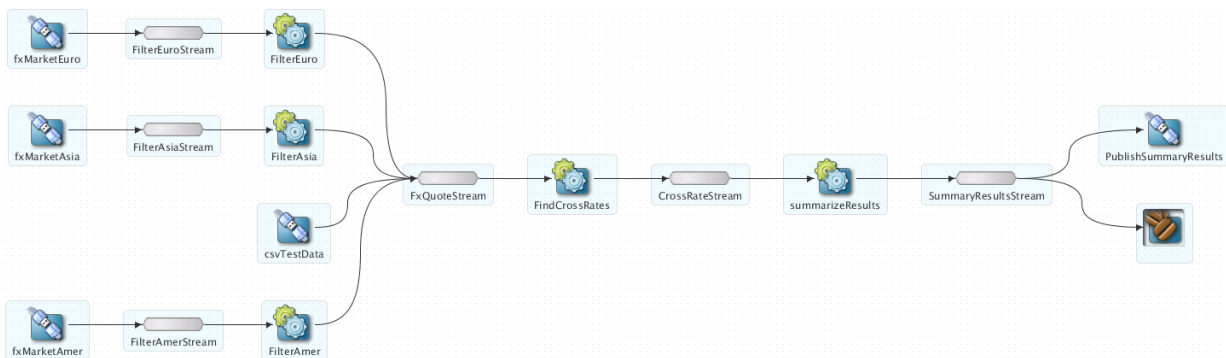 fxMarketEuro
FilterEuroStream
FilterEuro
fxMarketAsia
FilterAsiaStream
FilterAsia
PublishSummaryResults
FxQuoteStream
FindCrossRates
CrossRateStream
summarizeResults
SummaryResultsStream
csvTestData
fxMarketAmer
FilterAmerStream
FilterAmer